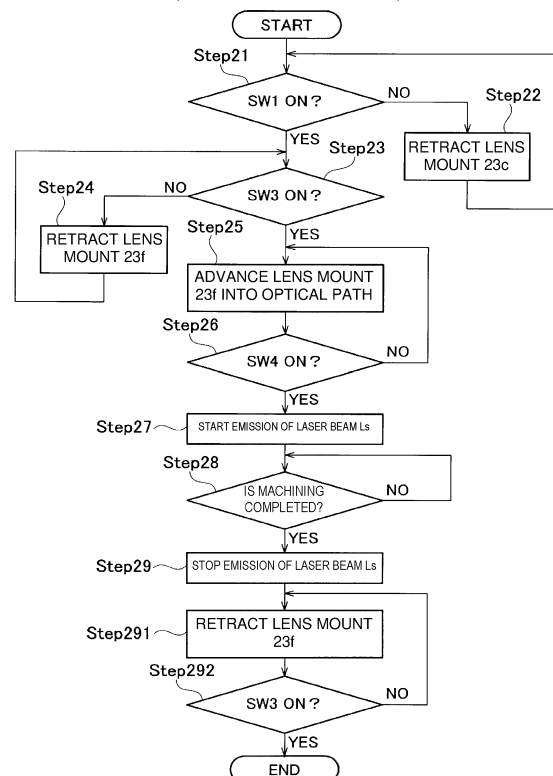 START
Step21
SW1 ON?
NO
Step22
RETRACT LENS
MOUNT 23c
YES
Step23
SW3 ON?
NO
Step24
RETRACT LENS
MOUNT 23f
YES
Step25
ADVANCE LENS MOUNT
23f INTO OPTICAL PATH
Step26
SW4 ON?
NO
YES
Step27
START EMISSION OF LASER BEAM Ls
Step28
IS MACHINING
COMPLETED?
NO
YES
Step29
STOP EMISSION OF LASER BEAM Ls
Step291
RETRACT LENS MOUNT
23f
Step292
SW3 ON?
NO
YES
END